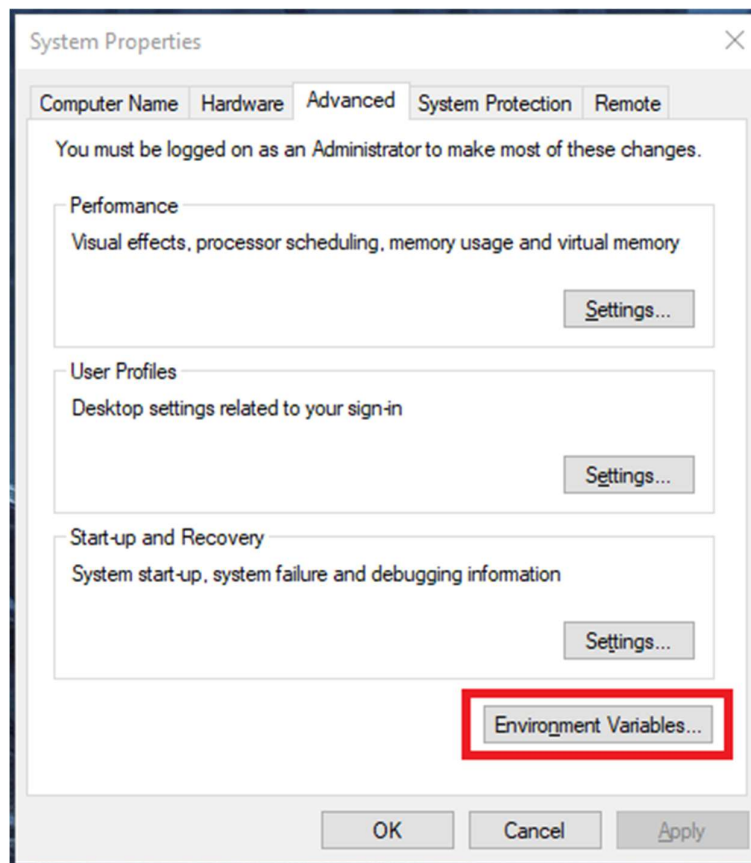 System Properties
Computer Name Hardware Advanced System Protection Remote
You must be logged on as an Administrator to make most of these changes.
Performance
Visual effects, processor scheduling, memory usage and virtual memory
Settings...
User Profiles
Desktop settings related to your sign-in
Settings...
Start-up and Recovery
System start-up, system failure and debugging information
Settings...
Environment Variables...
OK Cancel Apply